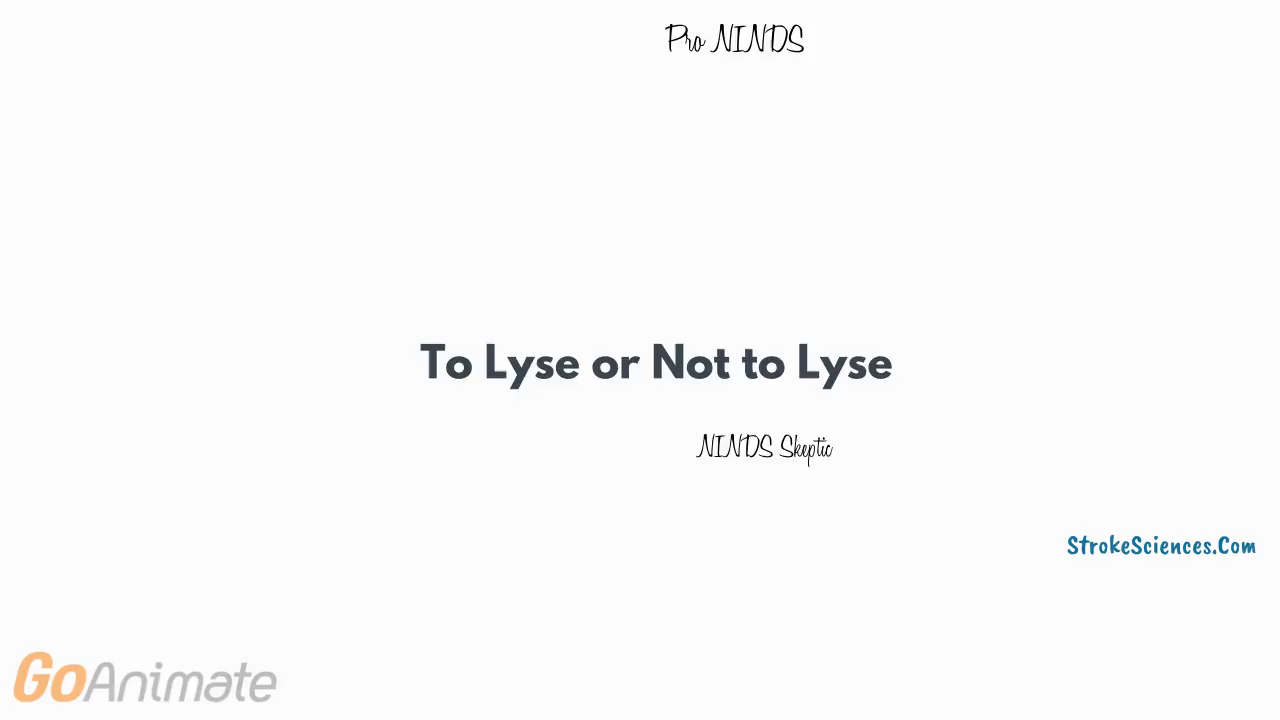 Pro NINDS
To Lyse or Not to Lyse
NINDS Skeptic
StrokeSciences.Com
GoAnimate